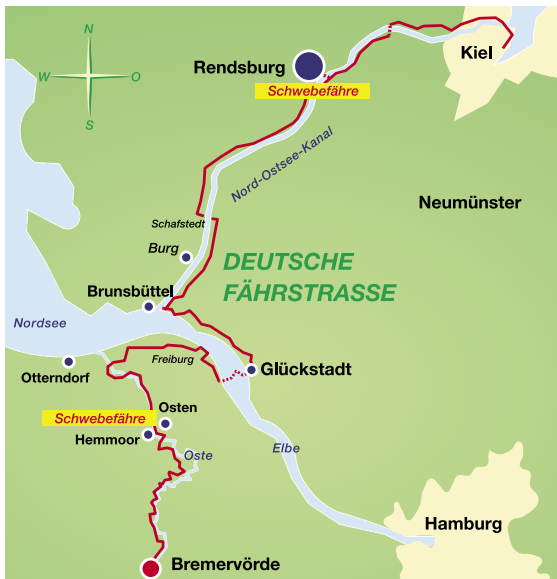 Kiel
N
W
O
S
Rendsburg
Schwebefähre
Nord-Ostsee-Kanal
Neumünster
Schafstedt
Burg
DEUTSCHE
FÄHRSTRASSE
Brunsbüttel
Nordsee
Freiburg
Glückstadt
Otterndorf
Schwebefähre
Osten
Hemmoor
Oste
Elbe
Hamburg
Bremervörde